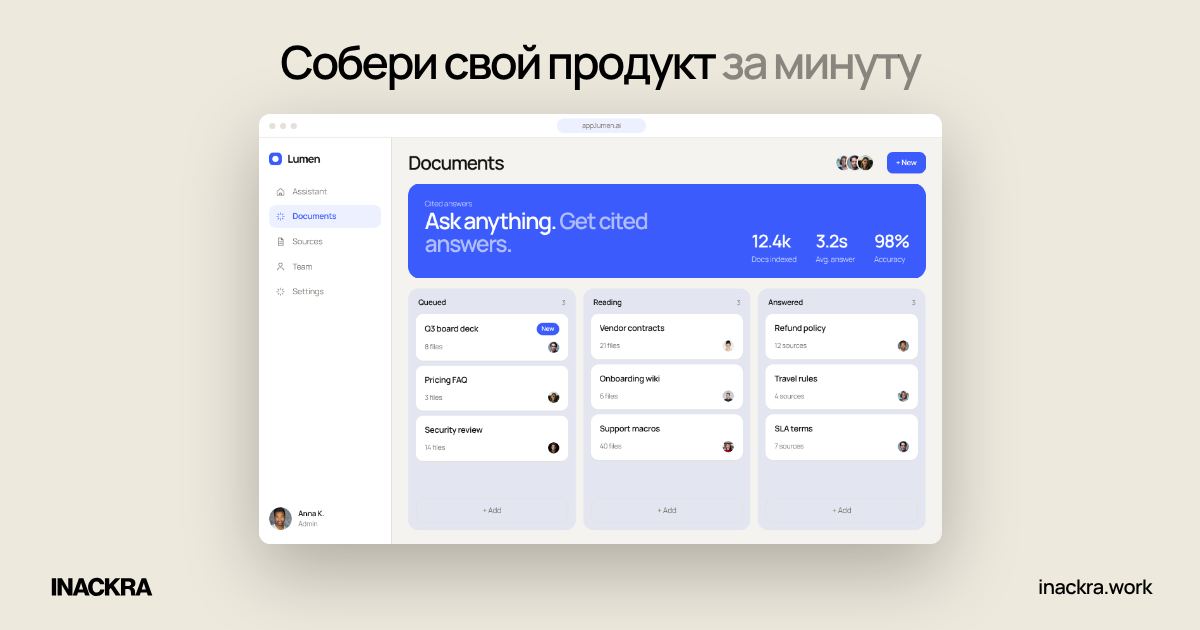 Собери свой продукт за минуту
app.lumen.ai
Lumen
Assistant
Documents
Sources
Team
Settings
Anna K.
Admin
Documents
+ New
Cited answers
Ask anything. Get cited
answers.
12.4k
Docs indexed
3.2s
Avg. answer
98%
Accuracy
Queued 3
Q3 board deck New
8 files
Pricing FAQ
3 files
Security review
14 files
+ Add
Reading 3
Vendor contracts
21 files
Onboarding wiki
6 files
Support macros
40 files
+ Add
Answered 3
Refund policy
12 sources
Travel rules
4 sources
SLA terms
7 sources
+ Add
INACKRA
inackra.work